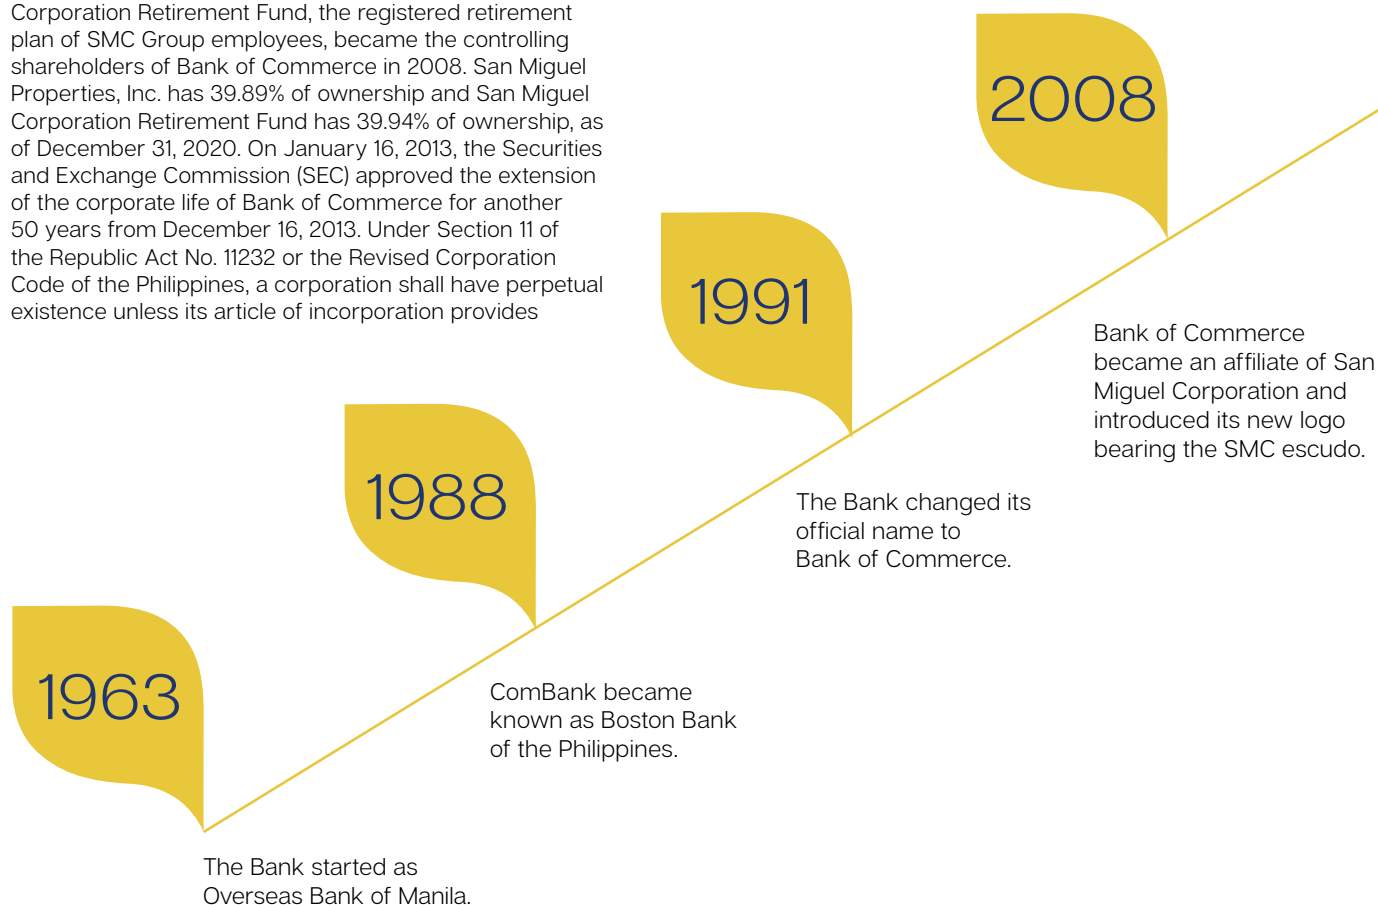 Corporation Retirement Fund, the registered retirement
plan of SMC Group employees, became the controlling
shareholders of Bank of Commerce in 2008. San Miguel
Properties, Inc. has 39.89% of ownership and San Miguel
Corporation Retirement Fund has 39.94% of ownership, as
of December 31, 2020. On January 16, 2013, the Securities
and Exchange Commission (SEC) approved the extension
of the corporate life of Bank of Commerce for another
50 years from December 16, 2013. Under Section 11 of
the Republic Act No. 11232 or the Revised Corporation
Code of the Philippines, a corporation shall have perpetual
existence unless its article of incorporation provides
1963
The Bank started as
Overseas Bank of Manila.
1988
ComBank became
known as Boston Bank
of the Philippines.
1991
The Bank changed its
official name to
Bank of Commerce.
2008
Bank of Commerce
became an affiliate of San
Miguel Corporation and
introduced its new logo
bearing the SMC escudo.